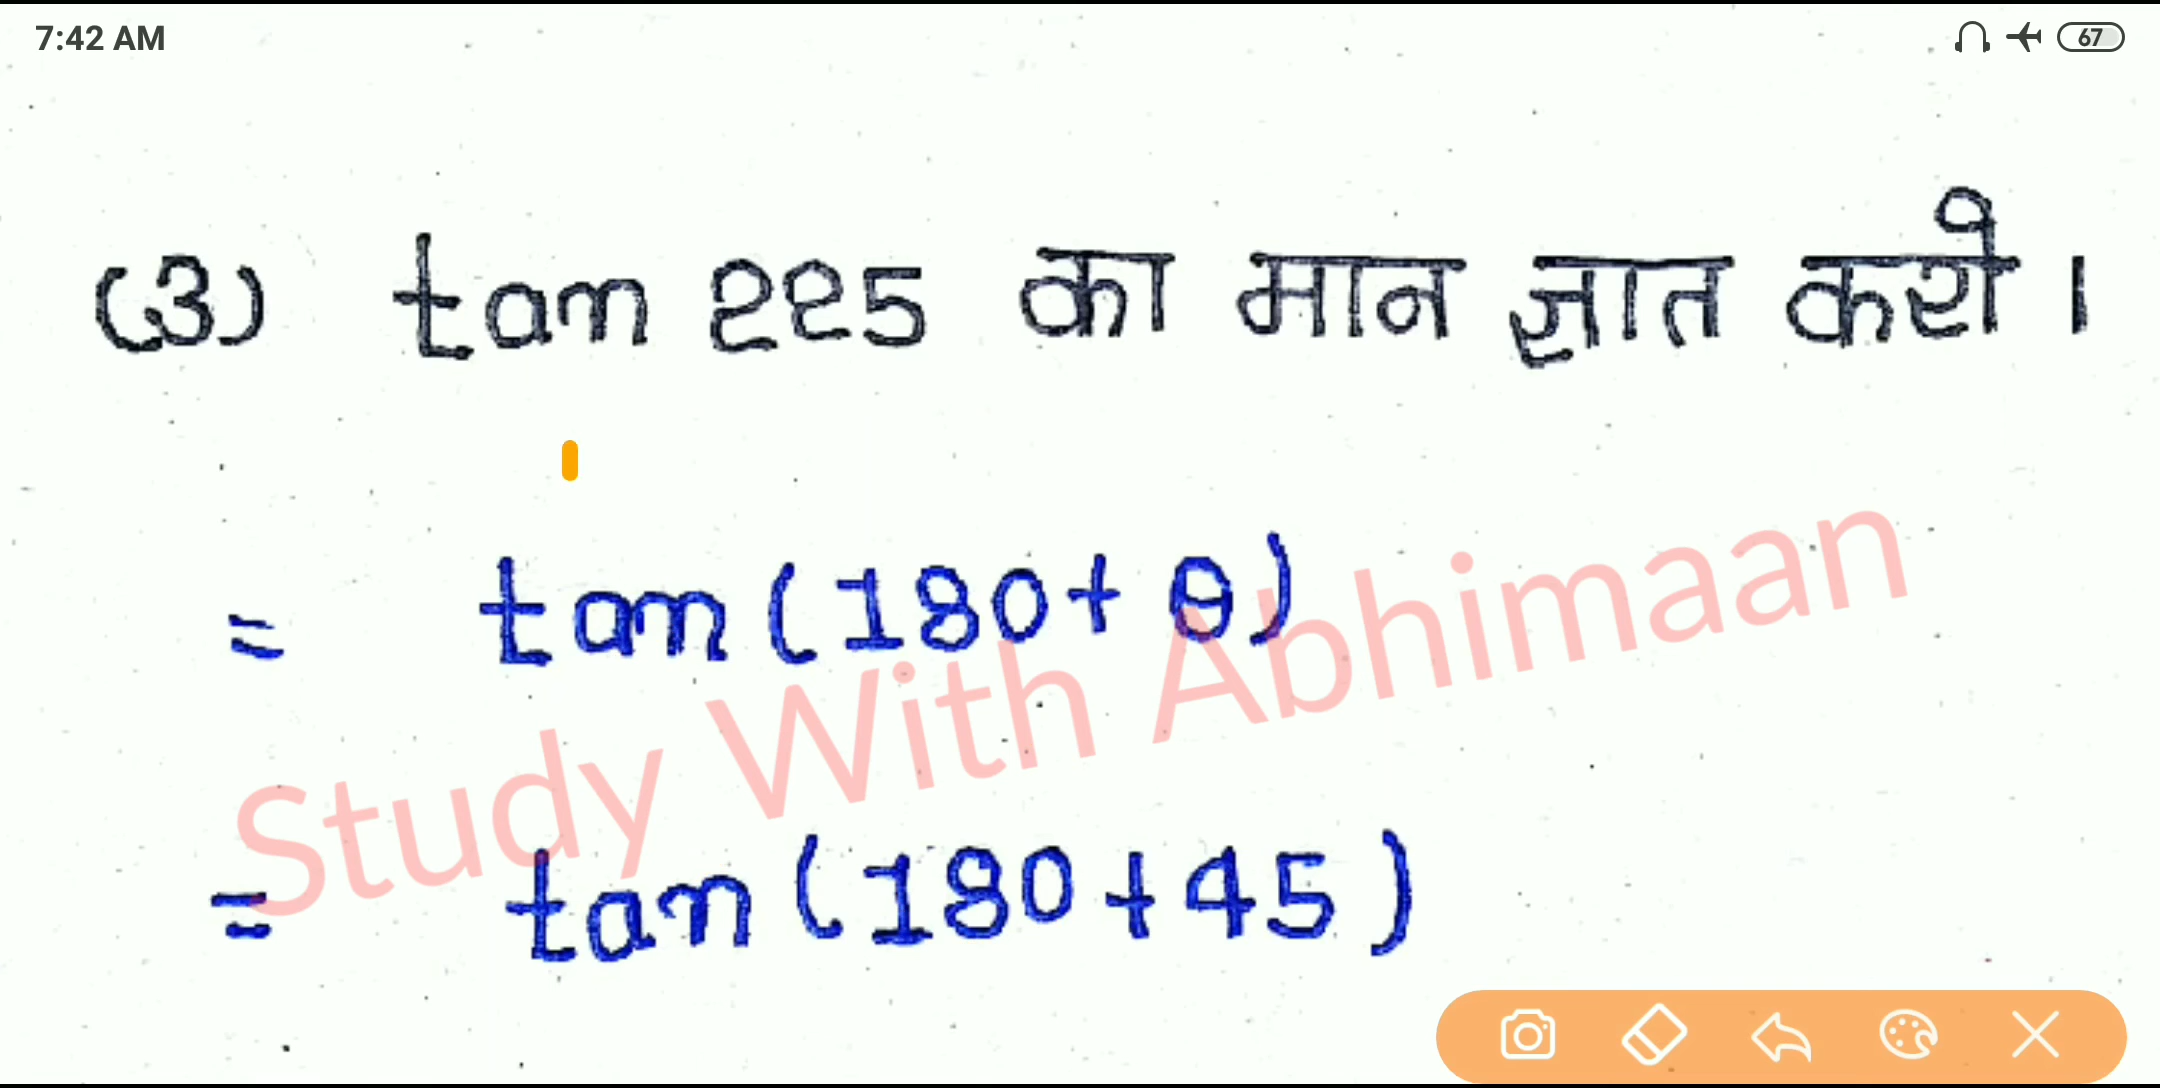 7:42 AM
67
(3) tan 225 का मान ज्ञात करो ।
= tan (180 + θ)
Study With Abhimaan
= tan (180 + 45)